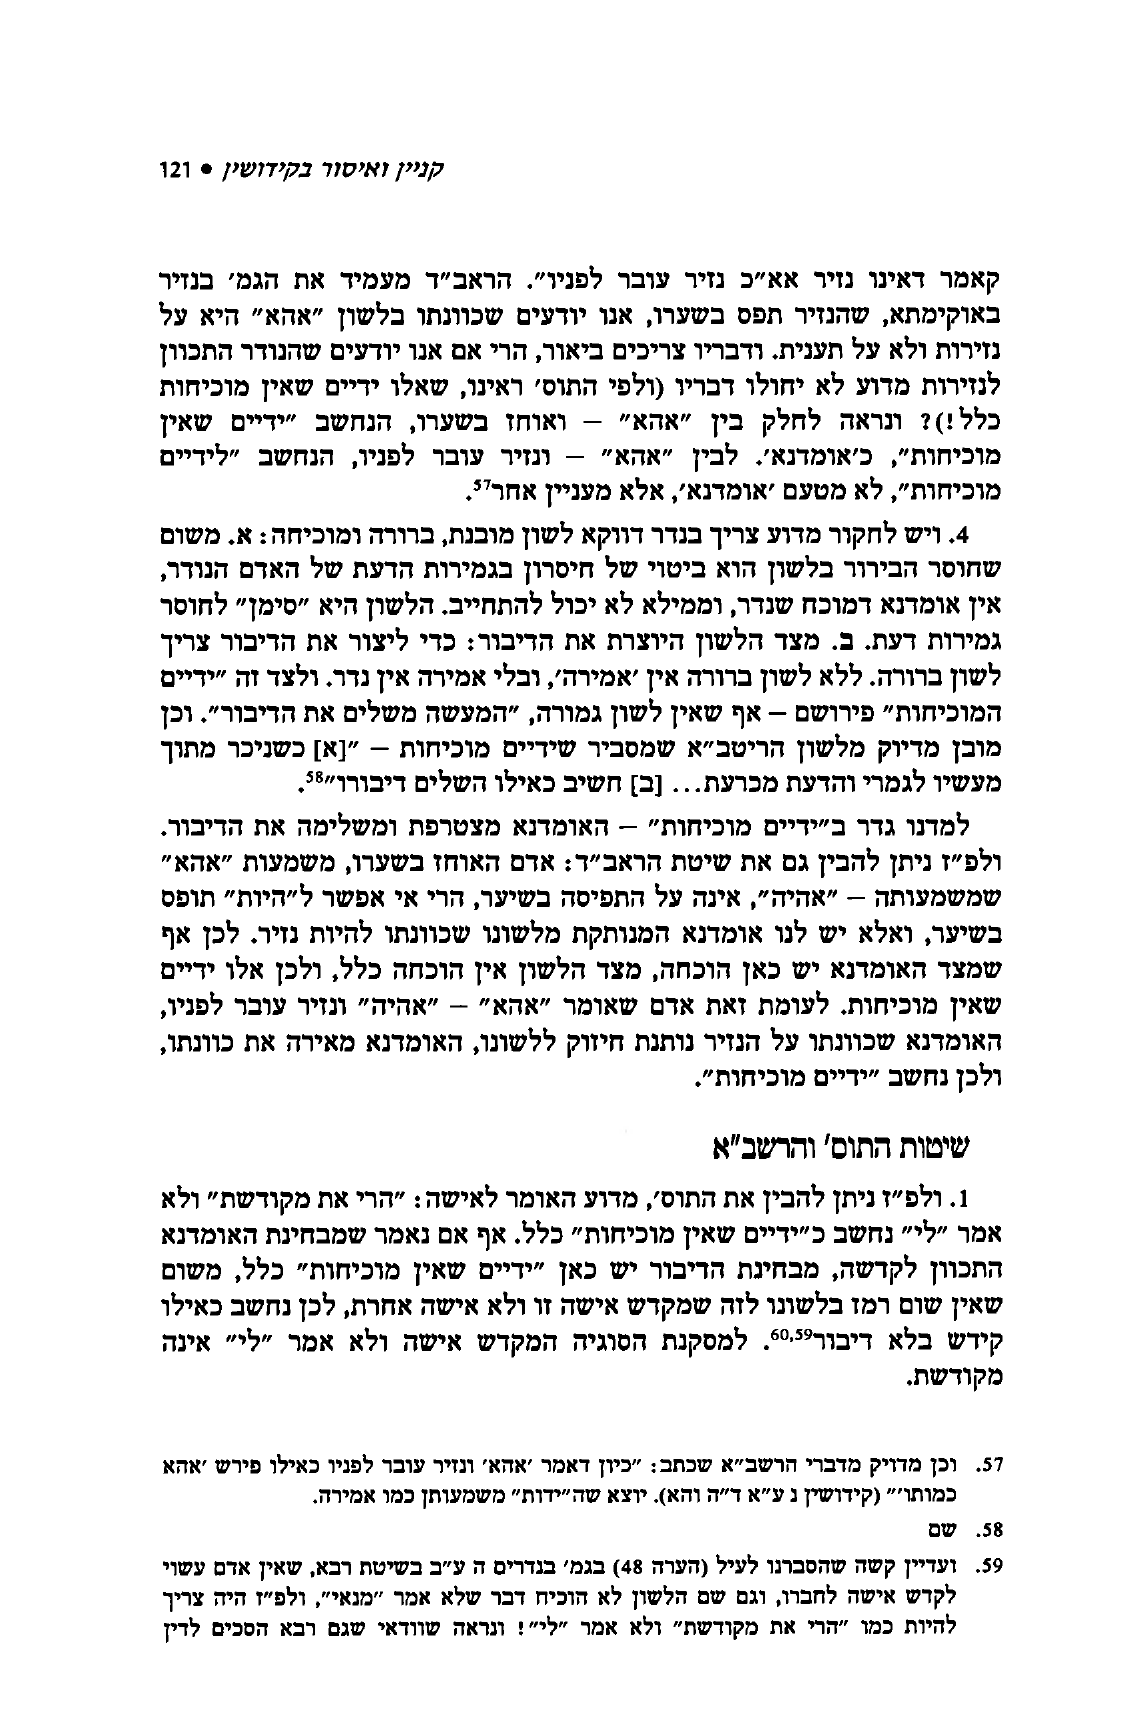 קניין ואיסור בקידושין • 121
קאמר דאינו נזיר אא"כ נזיר עובר לפניו". הראב"ד מעמיד את הגמ' בנזיר
באוקימתא, שהנזיר תפס בשערו, אנו יודעים שכוונתו בלשון "אהא" היא על
נזירות ולא על תענית. ודבריו צריכים ביאור, הרי אם אנו יודעים שהנודר התכוון
לנזירות מדוע לא יחולו דבריו (ולפי התוס' ראינו, שאלו ידיים שאין מוכיחות
כלל!)? ונראה לחלק בין "אהא" – ואוחז בשערו, הנחשב "ידיים שאין
מוכיחות", כ'אומדנא'. לבין "אהא" – ונזיר עובר לפניו, הנחשב "לידיים
מוכיחות", לא מטעם 'אומדנא', אלא מעניין אחר57.
4. ויש לחקור מדוע צריך בנדר דווקא לשון מובנת, ברורה ומוכיחה: א. משום
שחוסר הבירור בלשון הוא ביטוי של חיסרון בגמירות הדעת של האדם הנודר,
אין אומדנא דמוכח שנדר, וממילא לא יכול להתחייב. הלשון היא "סימן" לחוסר
גמירות דעת. ב. מצד הלשון היוצרת את הדיבור: כדי ליצור את הדיבור צריך
לשון ברורה. ללא לשון ברורה אין 'אמירה', ובלי אמירה אין נדר. ולצד זה "ידיים
המוכיחות" פירושם – אף שאין לשון גמורה, "המעשה משלים את הדיבור". וכן
מובן מדיוק מלשון הריטב"א שמסביר שידיים מוכיחות – "[א] כשניכר מתוך
מעשיו לגמרי והדעת מכרעת... [ב] חשיב כאילו השלים דיבורו"58.
למדנו גדר ב"ידיים מוכיחות" – האומדנא מצטרפת ומשלימה את הדיבור.
ולפ"ז ניתן להבין גם את שיטת הראב"ד: אדם האוחז בשערו, משמעות "אהא"
שמשמעותה – "אהיה", אינה על התפיסה בשיער, הרי אי אפשר ל"היות" תופס
בשיער, ואלא יש לנו אומדנא המנותקת מלשונו שכוונתו להיות נזיר. לכן אף
שמצד האומדנא יש כאן הוכחה, מצד הלשון אין הוכחה כלל, ולכן אלו ידיים
שאין מוכיחות. לעומת זאת אדם שאומר "אהא" – "אהיה" ונזיר עובר לפניו,
האומדנא שכוונתו על הנזיר נותנת חיזוק ללשונו, האומדנא מאירה את כוונתו,
ולכן נחשב "ידיים מוכיחות".
שיטות התוס' והרשב"א
1. ולפ"ז ניתן להבין את התוס', מדוע האומר לאישה: "הרי את מקודשת" ולא
אמר "לי" נחשב כ"ידיים שאין מוכיחות" כלל. אף אם נאמר שמבחינת האומדנא
התכוון לקדשה, מבחינת הדיבור יש כאן "ידיים שאין מוכיחות" כלל, משום
שאין שום רמז בלשונו לזה שמקדש אישה זו ולא אישה אחרת, לכן נחשב כאילו
קידש בלא דיבור60,59. למסקנת הסוגיה המקדש אישה ולא אמר "לי" אינה
מקודשת.
57. וכן מדויק מדברי הרשב"א שכתב: "כיון דאמר 'אהא' ונזיר עובר לפניו כאילו פירש 'אהא
כמותו'" (קידושין נ ע"א ד"ה והא). יוצא שה"ידות" משמעותן כמו אמירה.
58. שם
59. ועדיין קשה שהסברנו לעיל (הערה 48) בגמ' בנדרים ה ע"ב בשיטת רבא, שאין אדם עשוי
לקדש אישה לחברו, וגם שם הלשון לא הוכיח דבר שלא אמר "מנאי", ולפ"ז היה צריך
להיות כמו "הרי את מקודשת" ולא אמר "לי"! ונראה שוודאי שגם רבא הסכים לדין